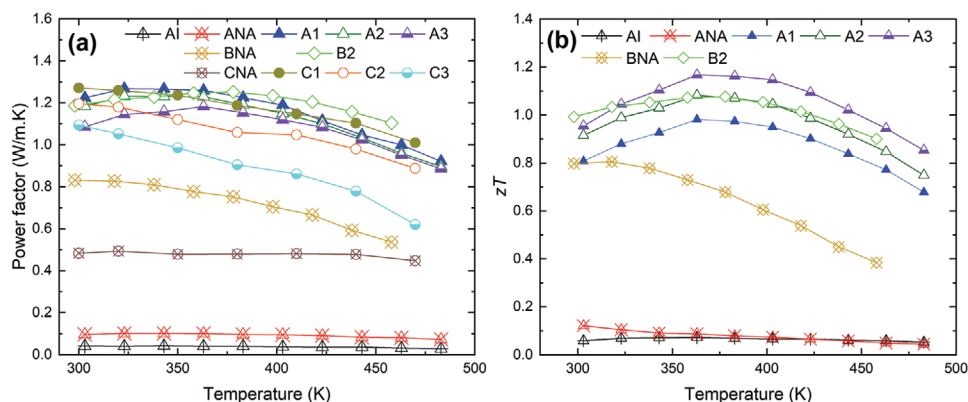 (a)
AI ANA A1 A2 A3
BNA B2
CNA C1 C2 C3
Power factor (W/m.K)
1.6
1.4
1.2
1.0
0.8
0.6
0.4
0.2
0.0
300 350 400 450 500
Temperature (K)
(b)
AI ANA A1 A2 A3
BNA B2
zT
1.4
1.2
1.0
0.8
0.6
0.4
0.2
0.0
300 350 400 450 500
Temperature (K)